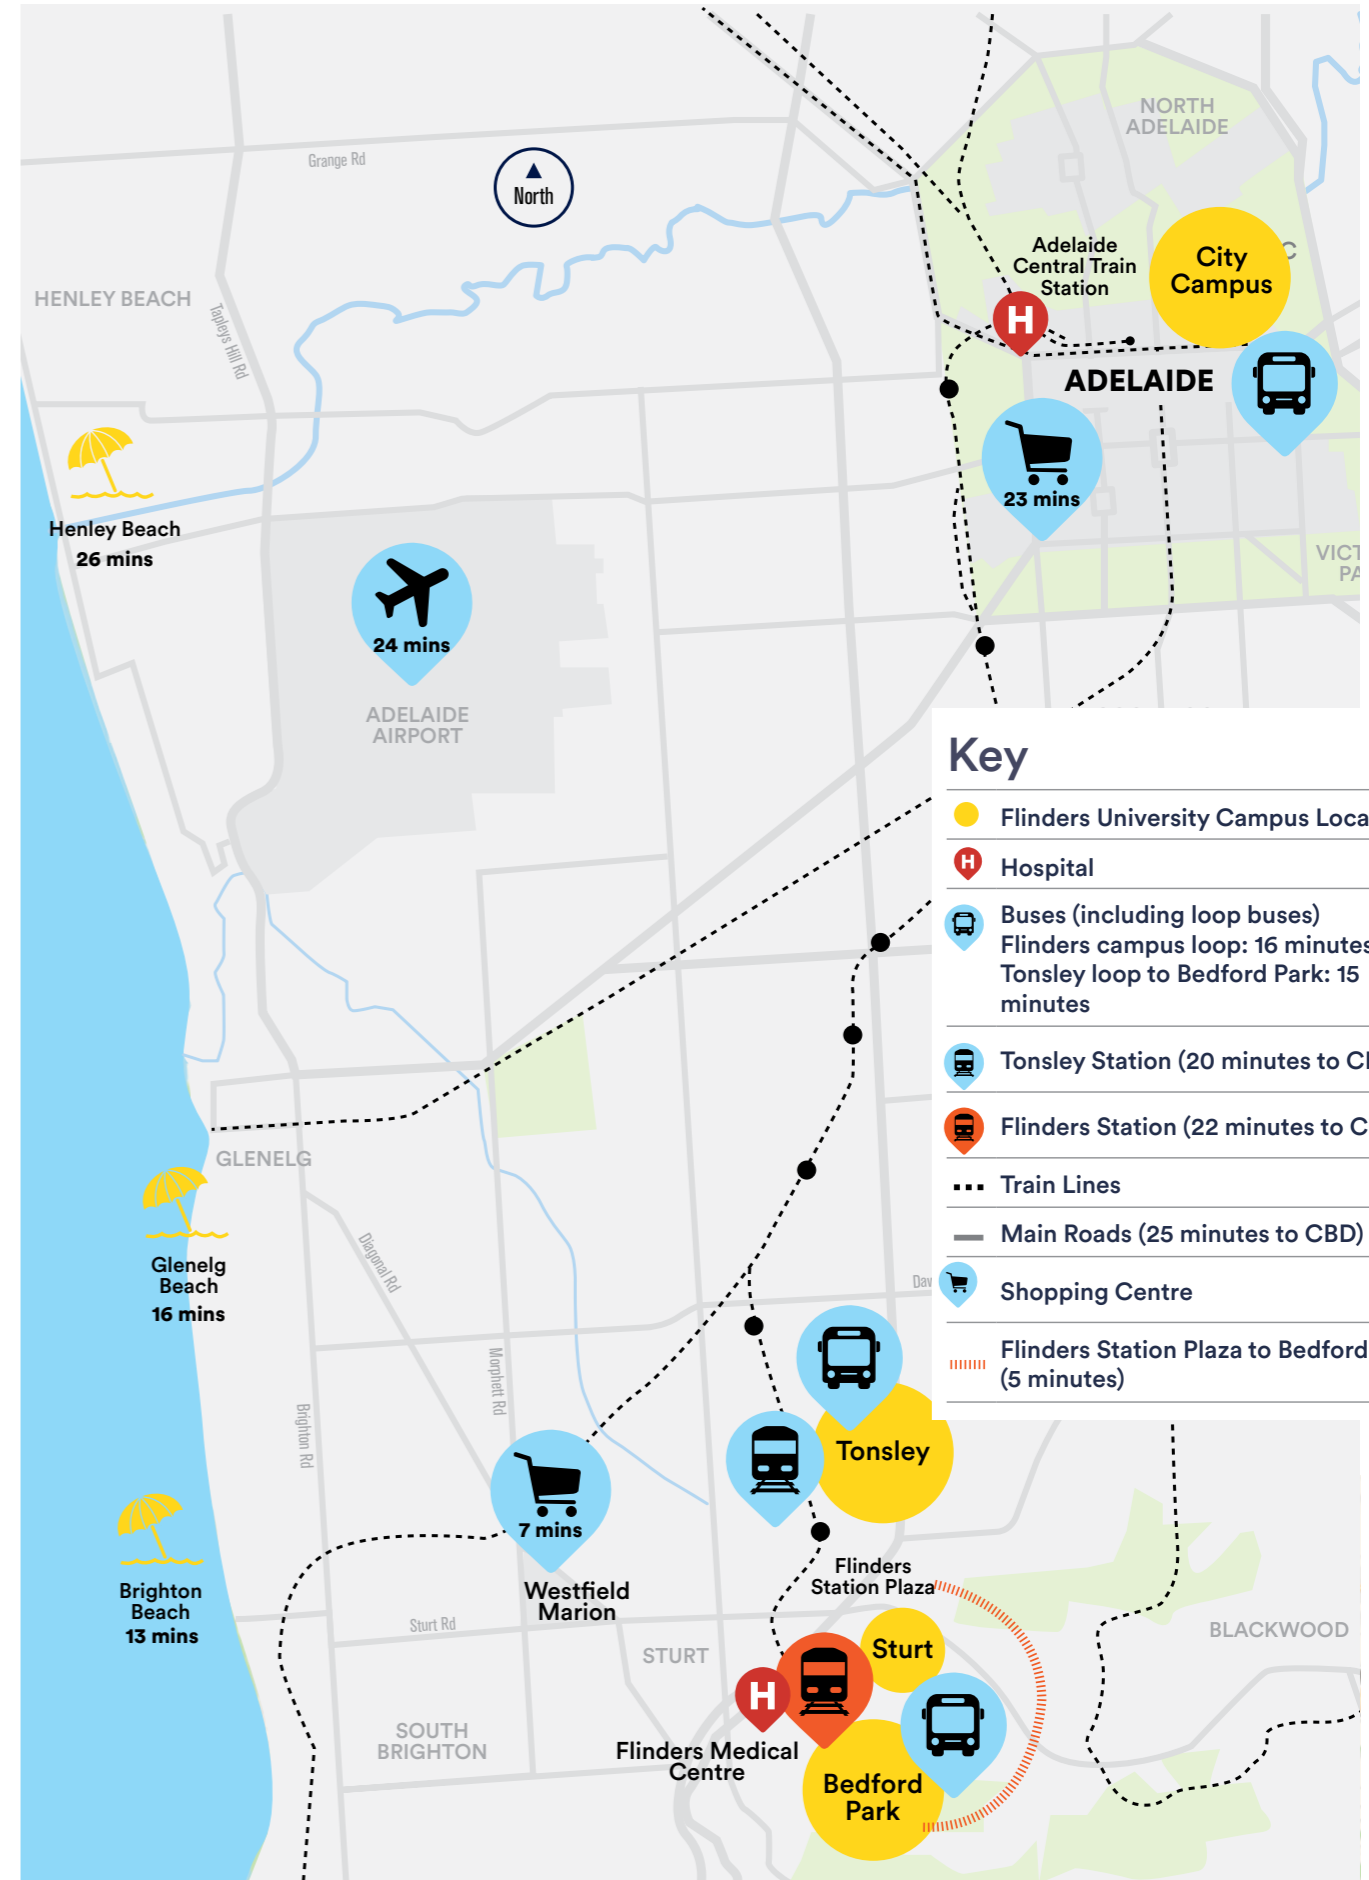 NORTH
ADELAIDE
Grange Rd
North
Adelaide
Central Train
Station
City
Campus
HENLEY BEACH
Tapleys Hill Rd
H
ADELAIDE
23 mins
Henley Beach
26 mins
24 mins
ADELAIDE
AIRPORT
Key
Flinders University Campus
H
Hospital
Buses (including loop buses)
Flinders campus loop: 16 minutes
Tonsley loop to Bedford Park: 15
minutes
Tonsley Station (20 minutes to
Flinders Station (22 minutes to
Train Lines
Main Roads (25 minutes to CBD)
Shopping Centre
Flinders Station Plaza to Bedford
(5 minutes)
GLENELG
Glenelg
Beach
16 mins
Diagonal Rd
Morphett Rd
Brighton Rd
Tonsley
7 mins
Westfield
Marion
Brighton
Beach
13 mins
Flinders
Station Plaza
Sturt Rd
STURT
Sturt
BLACKWOOD
H
SOUTH
BRIGHTON
Flinders Medical
Centre
Bedford
Park